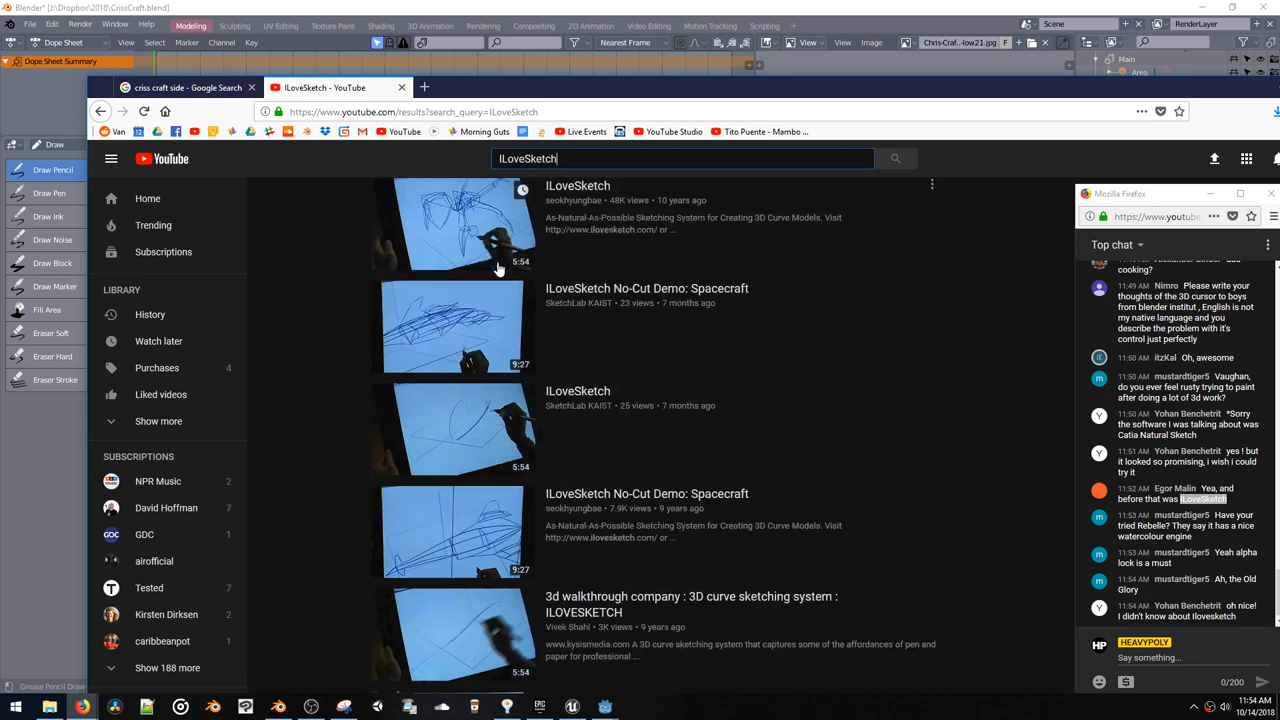 Blender* [J:\Dropbox\2018\CrissCraft.blend]
File Edit Render Window Help Modeling Sculpting UV Editing Texture Paint Shading 3D Animation Rendering Compositing 2D Animation Video Editing Motion Tracking Scripting Scene RenderLayer
Dope Sheet View Select Marker Channel Key Nearest Frame View View Image Chris-Craf...-low21.jpg F
Dope Sheet Summary
Main
Area
criss craft side - Google Search
ILoveSketch - YouTube
https://www.youtube.com/results?search_query=ILoveSketch
Van YouTube Morning Guts Live Events YouTube Studio Tito Puente - Mambo ...
Draw
Draw Pencil
Draw Pen
Draw Ink
Draw Noise
Draw Block
Draw Marker
Fill Area
Eraser Soft
Eraser Hard
Eraser Stroke
Grease Pencil Draw
YouTube
ILoveSketch
Home
Trending
Subscriptions
LIBRARY
History
Watch later
Purchases 4
Liked videos
Show more
SUBSCRIPTIONS
NPR Music 2
David Hoffman 7
GDC 1
airofficial
Tested 7
Kirsten Dirksen 2
caribbeanpot 1
Show 188 more
ILoveSketch
seokhyungbae • 48K views • 10 years ago
As-Natural-As-Possible Sketching System for Creating 3D Curve Models. Visit
http://www.ilovesketch.com/ or ...
5:54
ILoveSketch No-Cut Demo: Spacecraft
SketchLab KAIST • 23 views • 7 months ago
9:27
ILoveSketch
SketchLab KAIST • 25 views • 7 months ago
5:54
ILoveSketch No-Cut Demo: Spacecraft
seokhyungbae • 7.9K views • 9 years ago
As-Natural-As-Possible Sketching System for Creating 3D Curve Models. Visit
http://www.ilovesketch.com/ or ...
9:27
3d walkthrough company : 3D curve sketching system :
ILOVESKETCH
Vivek Shahi • 3K views • 9 years ago
www.kysismedia.com A 3D curve sketching system that captures some of the affordances of pen and
paper for professional ...
5:54
Mozilla Firefox
https://www.youtube
Top chat
cooking?
11:49 AM Nimro Please write your
thoughts of the 3D cursor to boys
from blender institut , English is
not my native language and you
describe the problem with it's
control just perfectly
11:50 AM itzKal Oh, awesome
11:50 AM mustardtiger5 Vaughan,
do you ever feel rusty trying to paint
after doing a lot of 3d work?
11:50 AM Yohan Benchetrit *Sorry
the software I was talking about was
Catia Natural Sketch
11:51 AM Yohan Benchetrit yes ! but
it looked so promising, i wish i could
try it
11:52 AM Egor Malin Yea, and
before that was ILoveSketch
11:53 AM mustardtiger5 Have your
tried Rebelle? They say it has a nice
watercolour engine
11:53 AM mustardtiger5 Yeah alpha
lock is a must
11:54 AM mustardtiger5 Ah, the Old
Glory
11:54 AM Yohan Benchetrit oh nice!
I didn't know about Ilovesketch
HP HEAVYPOLY
Say something...
0/200
11:54 AM
10/14/2018